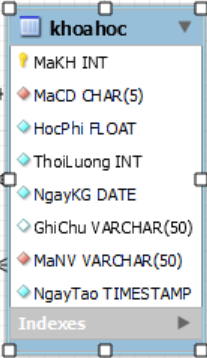 khoahoc
MaKH INT
MaCD CHAR(5)
HocPhi FLOAT
ThoiLuong INT
NgayKG DATE
GhiChu VARCHAR(50)
MaNV VARCHAR(50)
NgayTao TIMESTAMP
Indexes